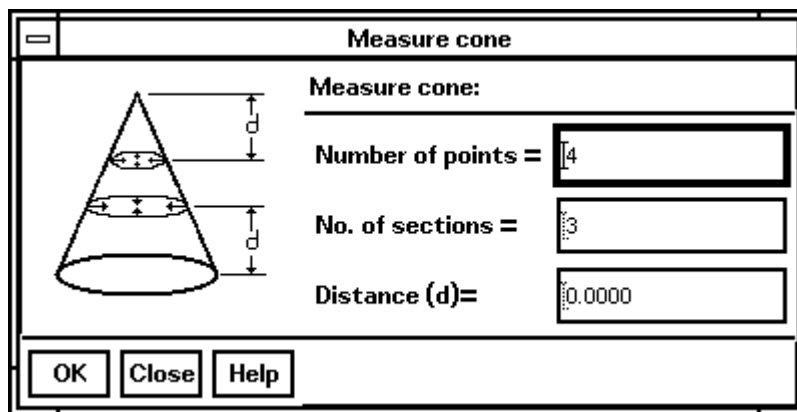 Measure cone
Measure cone:
d
d
Number of points = 4
No. of sections = 3
Distance (d)= 0.0000
OK Close Help